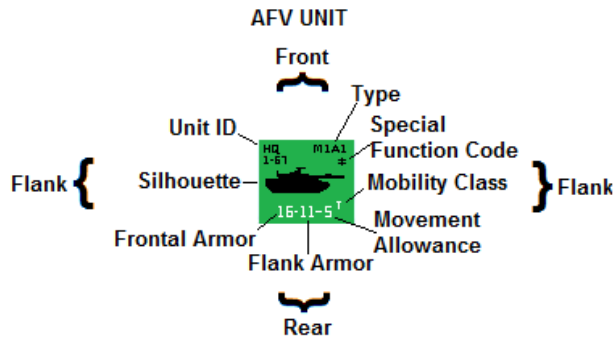 AFV UNIT
Front
Type
Unit ID
Special
Function Code
HQ M1A1
1-67 ‡
Flank
Silhouette
Mobility Class
Flank
T
16-11-5
Frontal Armor
Movement
Allowance
Flank Armor
Rear